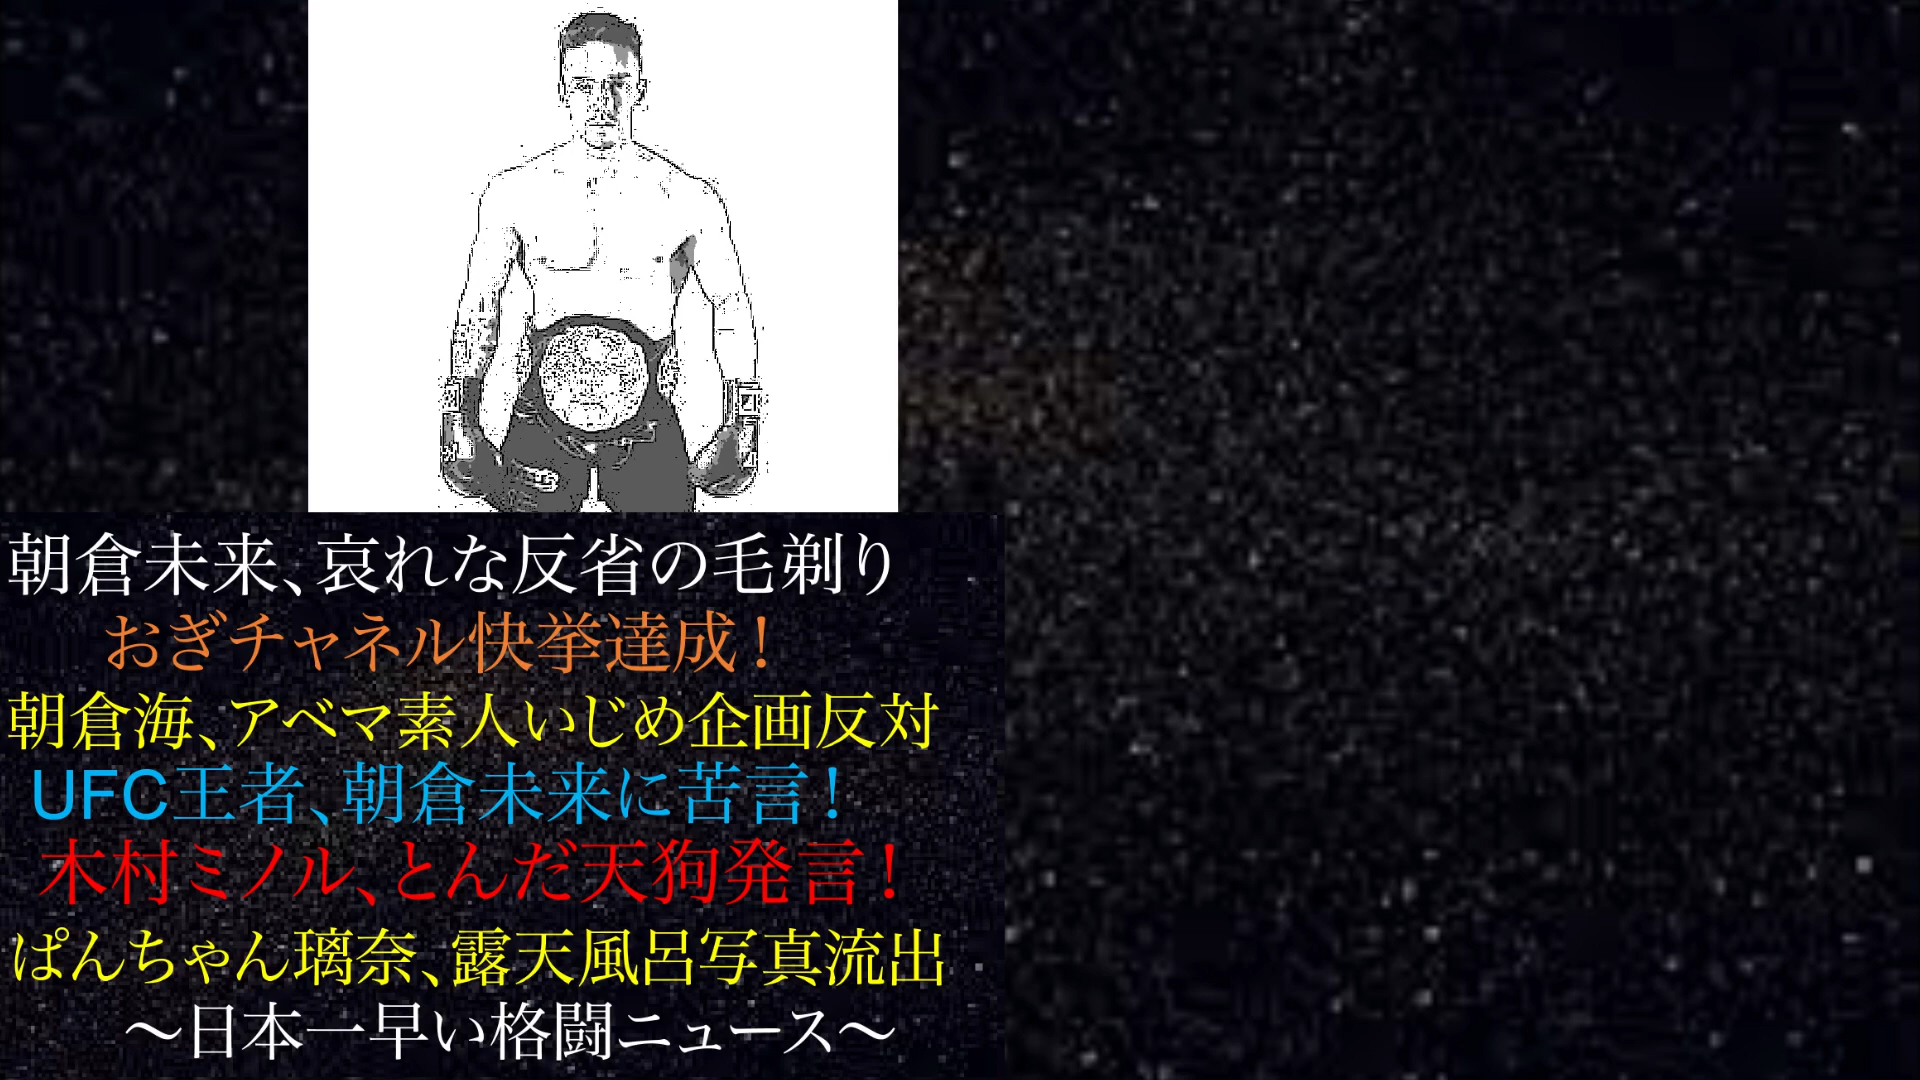 朝倉未来、哀れな反省の毛剃り
おぎチャネル快挙達成！
朝倉海、アベマ素人いじめ企画反対
UFC王者、朝倉未来に苦言！
木村ミノル、とんだ天狗発言！
ぱんちゃん璃奈、露天風呂写真流出
～日本一早い格闘ニュース～